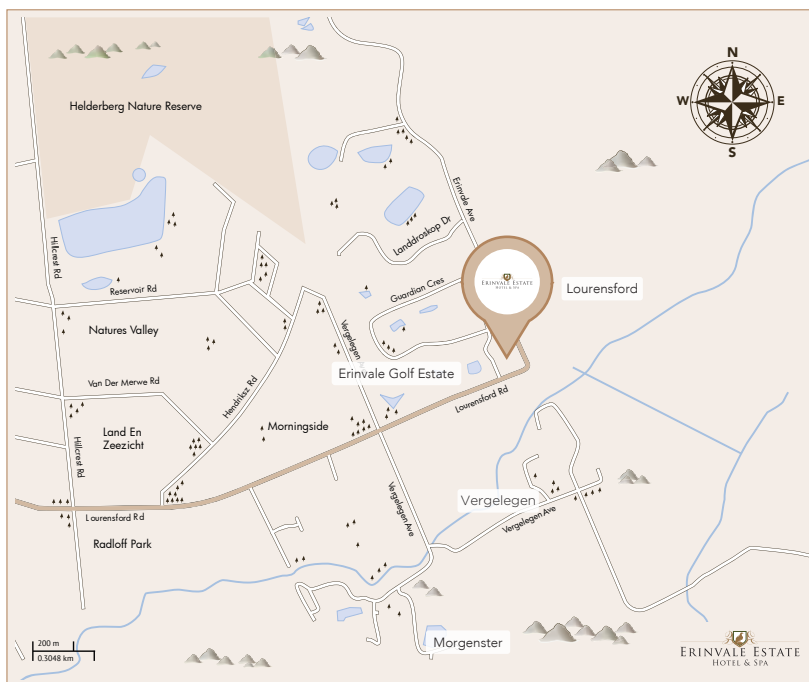 N
W
E
S
Helderberg Nature Reserve
Erinvale Ave
Landdroskop Dr
Hillcrest Rd
Guardian Cres
ERINVALE ESTATE
HOTEL & SPA
Lourensford
Reservoir Rd
Natures Valley
Vergelegen
Erinvale Golf Estate
Van Der Merwe Rd
Hendriksz Rd
Lourensford Rd
Land En
Zeezicht
Morningside
Hillcrest Rd
Vergelegen
Vergelegen Ave
Vergelegen Ave
Lourensford Rd
Radloff Park
Morgenster
200 m
0.3048 km
ERINVALE ESTATE
HOTEL & SPA